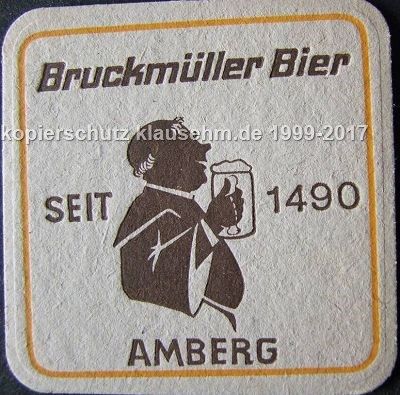 Bruckmüller Bier
kopierschutz klausehm.de 1999-2017
SEIT 1490
AMBERG